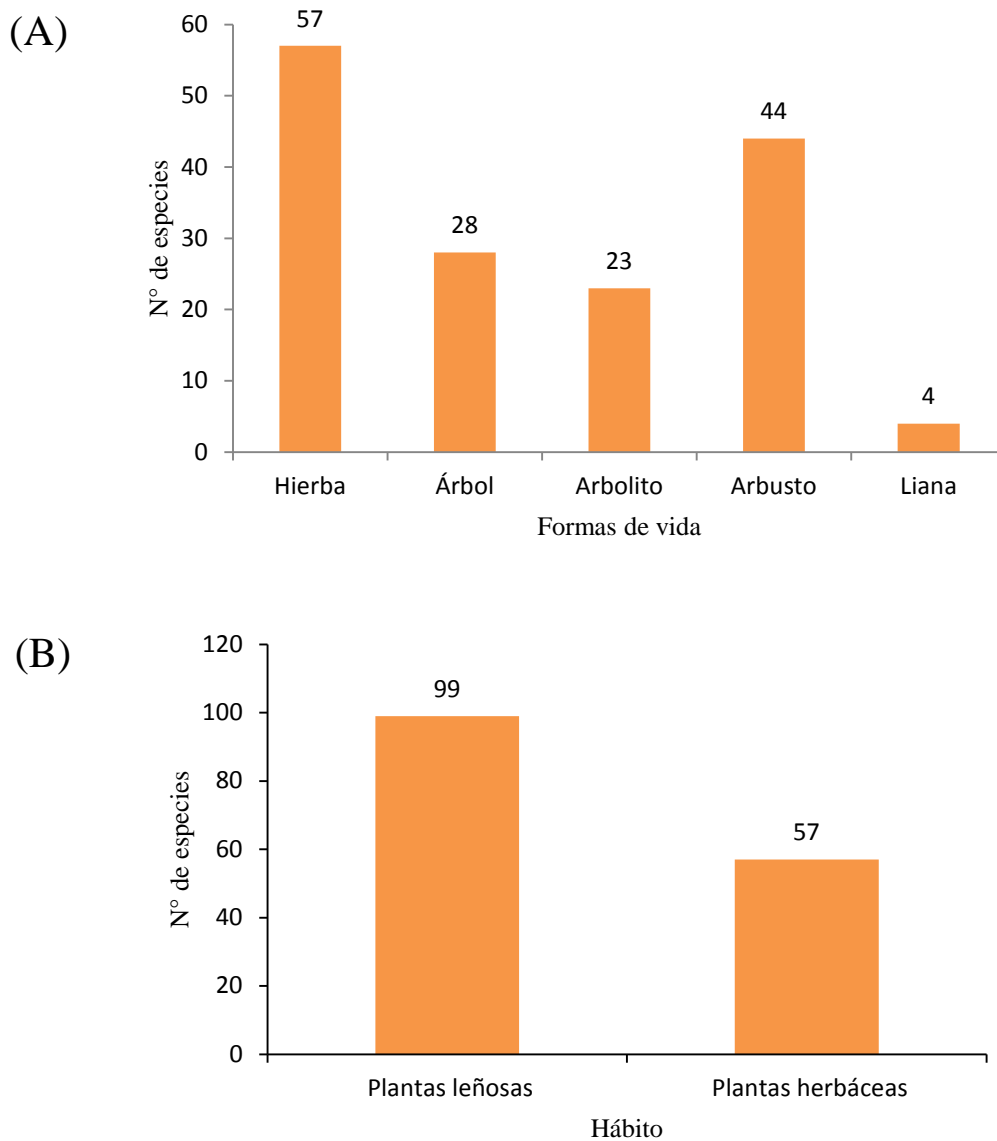 (A)
N° de especies
60
50
40
30
20
10
0
57
28
23
44
4
Hierba
Árbol
Arbolito
Arbusto
Liana
Formas de vida
(B)
N° de especies
120
100
80
60
40
20
0
99
57
Plantas leñosas
Plantas herbáceas
Hábito